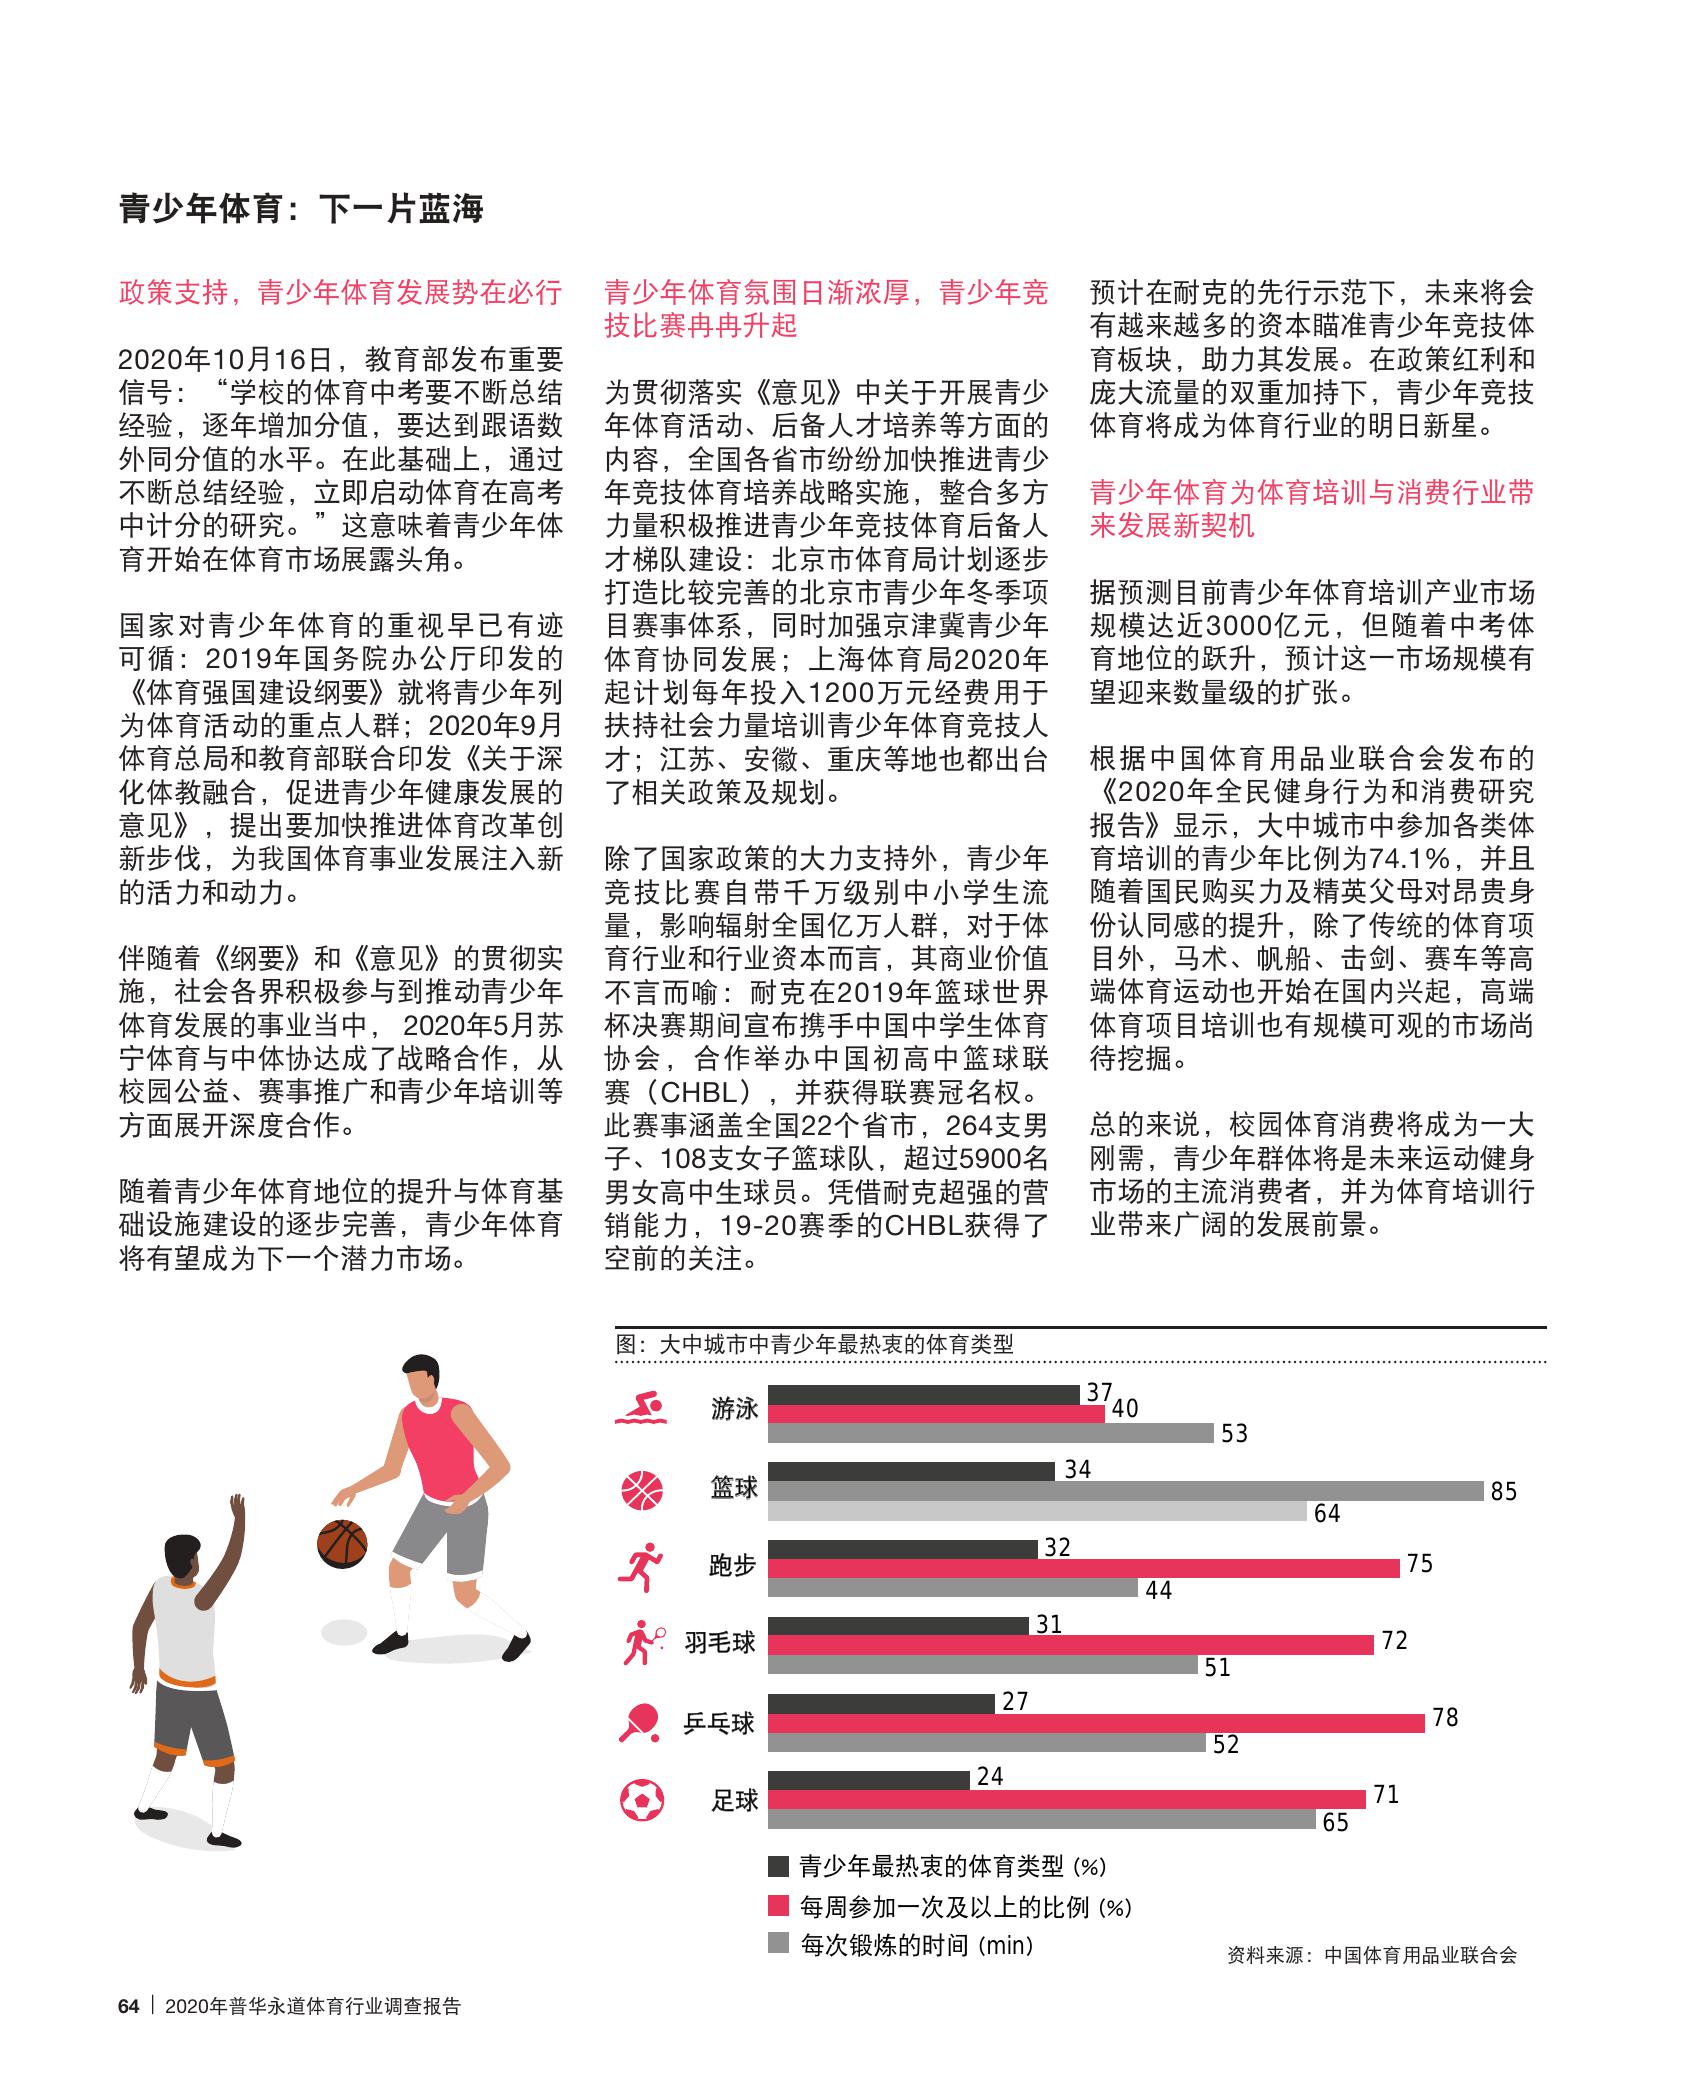 青少年体育：下一片蓝海
政策支持，青少年体育发展势在必行
2020年10月16日，教育部发布重要
信号：“学校的体育中考要不断总结
经验，逐年增加分值，要达到跟语数
外同分值的水平。在此基础上，通过
不断总结经验，立即启动体育在高考
中计分的研究。”这意味着青少年体
育开始在体育市场展露头角。
国家对青少年体育的重视早已有迹
可循：2019年国务院办公厅印发的
《体育强国建设纲要》就将青少年列
为体育活动的重点人群；2020年9月
体育总局和教育部联合印发《关于深
化体教融合，促进青少年健康发展的
意见》，提出要加快推进体育改革创
新步伐，为我国体育事业发展注入新
的活力和动力。
伴随着《纲要》和《意见》的贯彻实
施，社会各界积极参与到推动青少年
体育发展的事业当中， 2020年5月苏
宁体育与中体协达成了战略合作，从
校园公益、赛事推广和青少年培训等
方面展开深度合作。
随着青少年体育地位的提升与体育基
础设施建设的逐步完善，青少年体育
将有望成为下一个潜力市场。
青少年体育氛围日渐浓厚，青少年竞
技比赛冉冉升起
为贯彻落实《意见》中关于开展青少
年体育活动、后备人才培养等方面的
内容，全国各省市纷纷加快推进青少
年竞技体育培养战略实施，整合多方
力量积极推进青少年竞技体育后备人
才梯队建设：北京市体育局计划逐步
打造比较完善的北京市青少年冬季项
目赛事体系，同时加强京津冀青少年
体育协同发展；上海体育局2020年
起计划每年投入1200万元经费用于
扶持社会力量培训青少年体育竞技人
才；江苏、安徽、重庆等地也都出台
了相关政策及规划。
除了国家政策的大力支持外，青少年
竞技比赛自带千万级别中小学生流
量，影响辐射全国亿万人群，对于体
育行业和行业资本而言，其商业价值
不言而喻：耐克在2019年篮球世界
杯决赛期间宣布携手中国中学生体育
协会，合作举办中国初高中篮球联
赛（CHBL），并获得联赛冠名权。
此赛事涵盖全国22个省市，264支男
子、108支女子篮球队，超过5900名
男女高中生球员。凭借耐克超强的营
销能力，19-20赛季的CHBL获得了
空前的关注。
预计在耐克的先行示范下，未来将会
有越来越多的资本瞄准青少年竞技体
育板块，助力其发展。在政策红利和
庞大流量的双重加持下，青少年竞技
体育将成为体育行业的明日新星。
青少年体育为体育培训与消费行业带
来发展新契机
据预测目前青少年体育培训产业市场
规模达近3000亿元，但随着中考体
育地位的跃升，预计这一市场规模有
望迎来数量级的扩张。
根据中国体育用品业联合会发布的
《2020年全民健身行为和消费研究
报告》显示，大中城市中参加各类体
育培训的青少年比例为74.1%，并且
随着国民购买力及精英父母对昂贵身
份认同感的提升，除了传统的体育项
目外，马术、帆船、击剑、赛车等高
端体育运动也开始在国内兴起，高端
体育项目培训也有规模可观的市场尚
待挖掘。
总的来说，校园体育消费将成为一大
刚需，青少年群体将是未来运动健身
市场的主流消费者，并为体育培训行
业带来广阔的发展前景。
图：大中城市中青少年最热衷的体育类型
游泳
37
40
53
篮球
34
85
64
跑步
32
75
44
羽毛球
31
72
51
乒乓球
27
78
52
足球
24
71
65
青少年最热衷的体育类型 (%)
每周参加一次及以上的比例 (%)
每次锻炼的时间 (min)
资料来源：中国体育用品业联合会
64 | 2020年普华永道体育行业调查报告